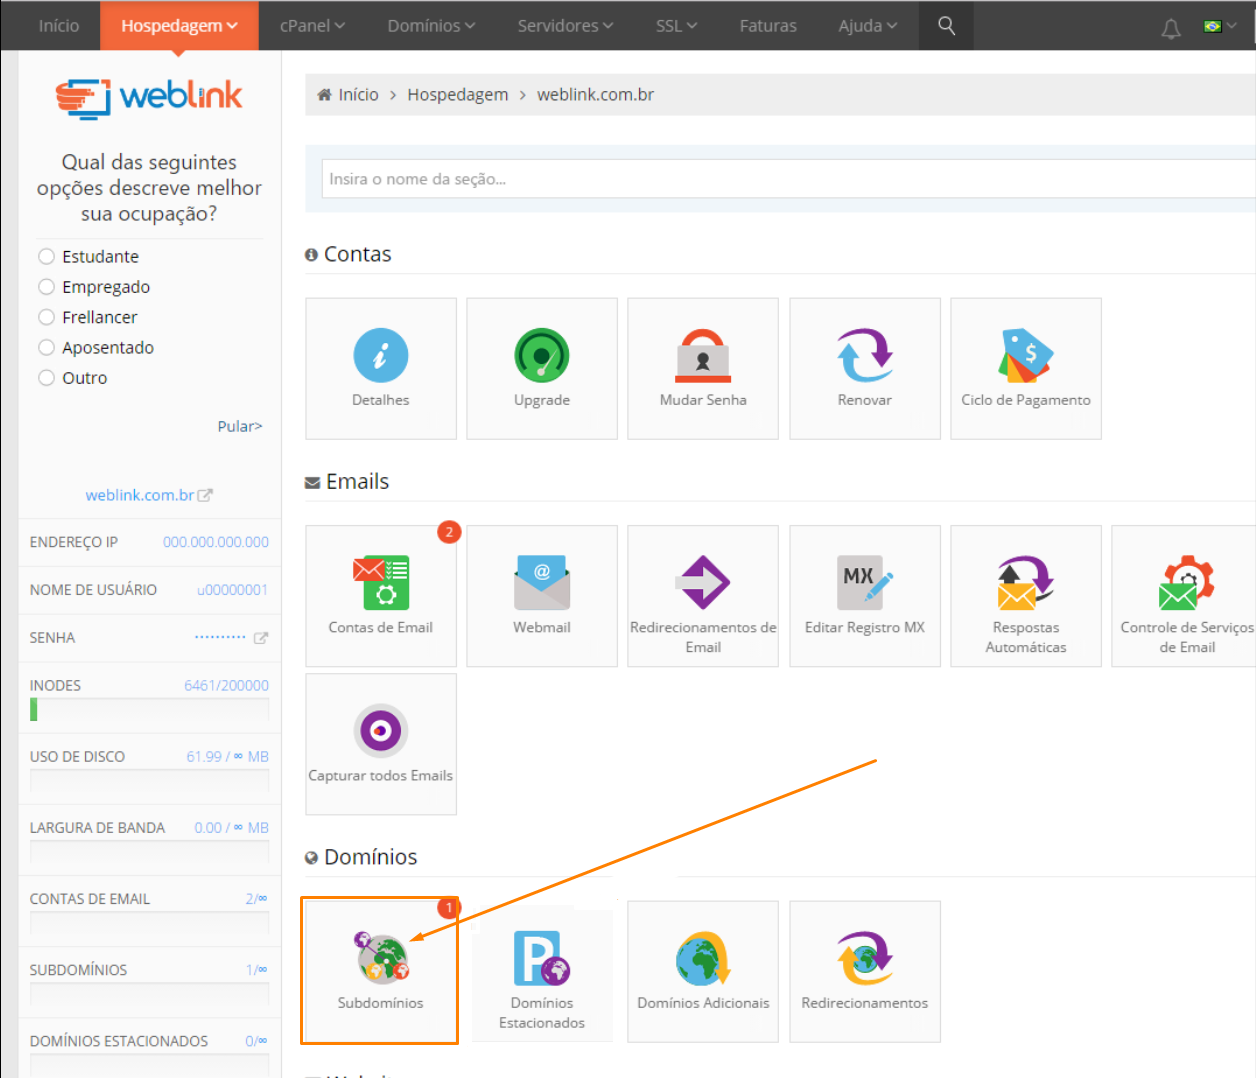 Início
Hospedagem
cPanel
Domínios
Servidores
SSL
Faturas
Ajuda
weblink
Qual das seguintes
opções descreve melhor
sua ocupação?
Estudante
Empregado
Frellancer
Aposentado
Outro
Pular>
weblink.com.br
ENDEREÇO IP 000.000.000.000
NOME DE USUÁRIO u00000001
SENHA ··········
INODES 6461/200000
USO DE DISCO 61.99 / ∞ MB
LARGURA DE BANDA 0.00 / ∞ MB
CONTAS DE EMAIL 2/∞
SUBDOMÍNIOS 1/∞
DOMÍNIOS ESTACIONADOS 0/∞
Início > Hospedagem > weblink.com.br
Insira o nome da seção...
Contas
Detalhes
Upgrade
Mudar Senha
Renovar
$
Ciclo de Pagamento
Emails
2
Contas de Email
@
Webmail
Redirecionamentos de
Email
MX
Editar Registro MX
Respostas
Automáticas
Controle de Serviços
de Email
Capturar todos Emails
Domínios
1
Subdomínios
P
Domínios
Estacionados
Domínios Adicionais
Redirecionamentos